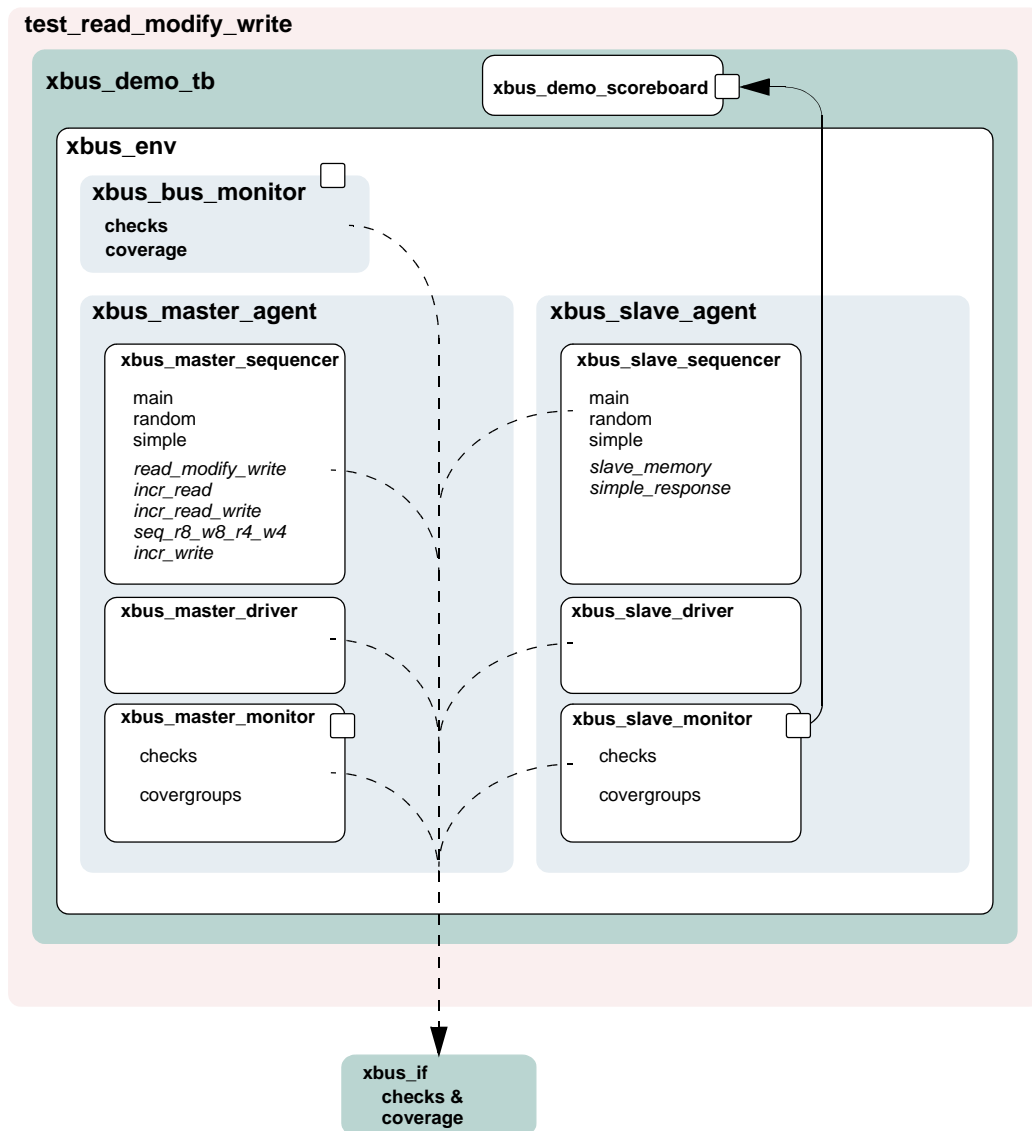 test_read_modify_write
xbus_demo_tb
xbus_demo_scoreboard
xbus_env
xbus_bus_monitor
checks
coverage
xbus_master_agent
xbus_master_sequencer
main
random
simple
read_modify_write
incr_read
incr_read_write
seq_r8_w8_r4_w4
incr_write
xbus_master_driver
xbus_master_monitor
checks
covergroups
xbus_slave_agent
xbus_slave_sequencer
main
random
simple
slave_memory
simple_response
xbus_slave_driver
xbus_slave_monitor
checks
covergroups
xbus_if
checks &
coverage